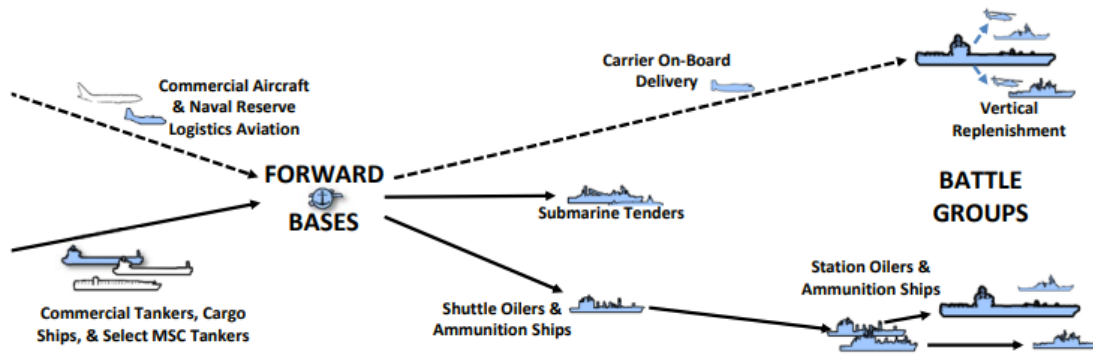 Commercial Aircraft
& Naval Reserve
Logistics Aviation
Carrier On-Board
Delivery
Vertical
Replenishment
FORWARD
BASES
Submarine Tenders
BATTLE
GROUPS
Commercial Tankers, Cargo
Ships, & Select MSC Tankers
Shuttle Oilers &
Ammunition Ships
Station Oilers &
Ammunition Ships